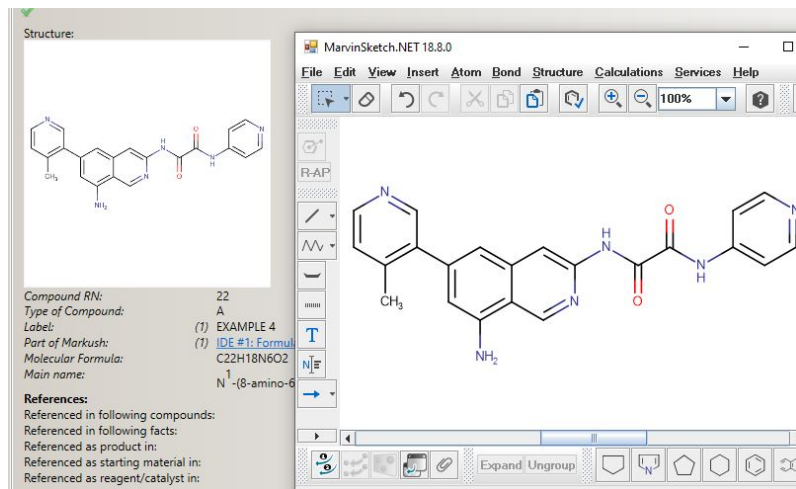 Structure:
N
CH₃
NH₂
N
H
N
O
O
N
H
N
Compound RN: 22
Type of Compound: A
Label: (1) EXAMPLE 4
Part of Markush: (1) IDE #1: Formul
Molecular Formula: C22H18N6O2
Main name: N¹-(8-amino-6
References:
Referenced in following compounds:
Referenced in following facts:
Referenced as product in:
Referenced as starting material in:
Referenced as reagent/catalyst in:
MarvinSketch.NET 18.8.0
File Edit View Insert Atom Bond Structure Calculations Services Help
100%
R-AP
T
N
N
CH₃
NH₂
N
H
N
O
O
N
H
N
Expand Ungroup
N